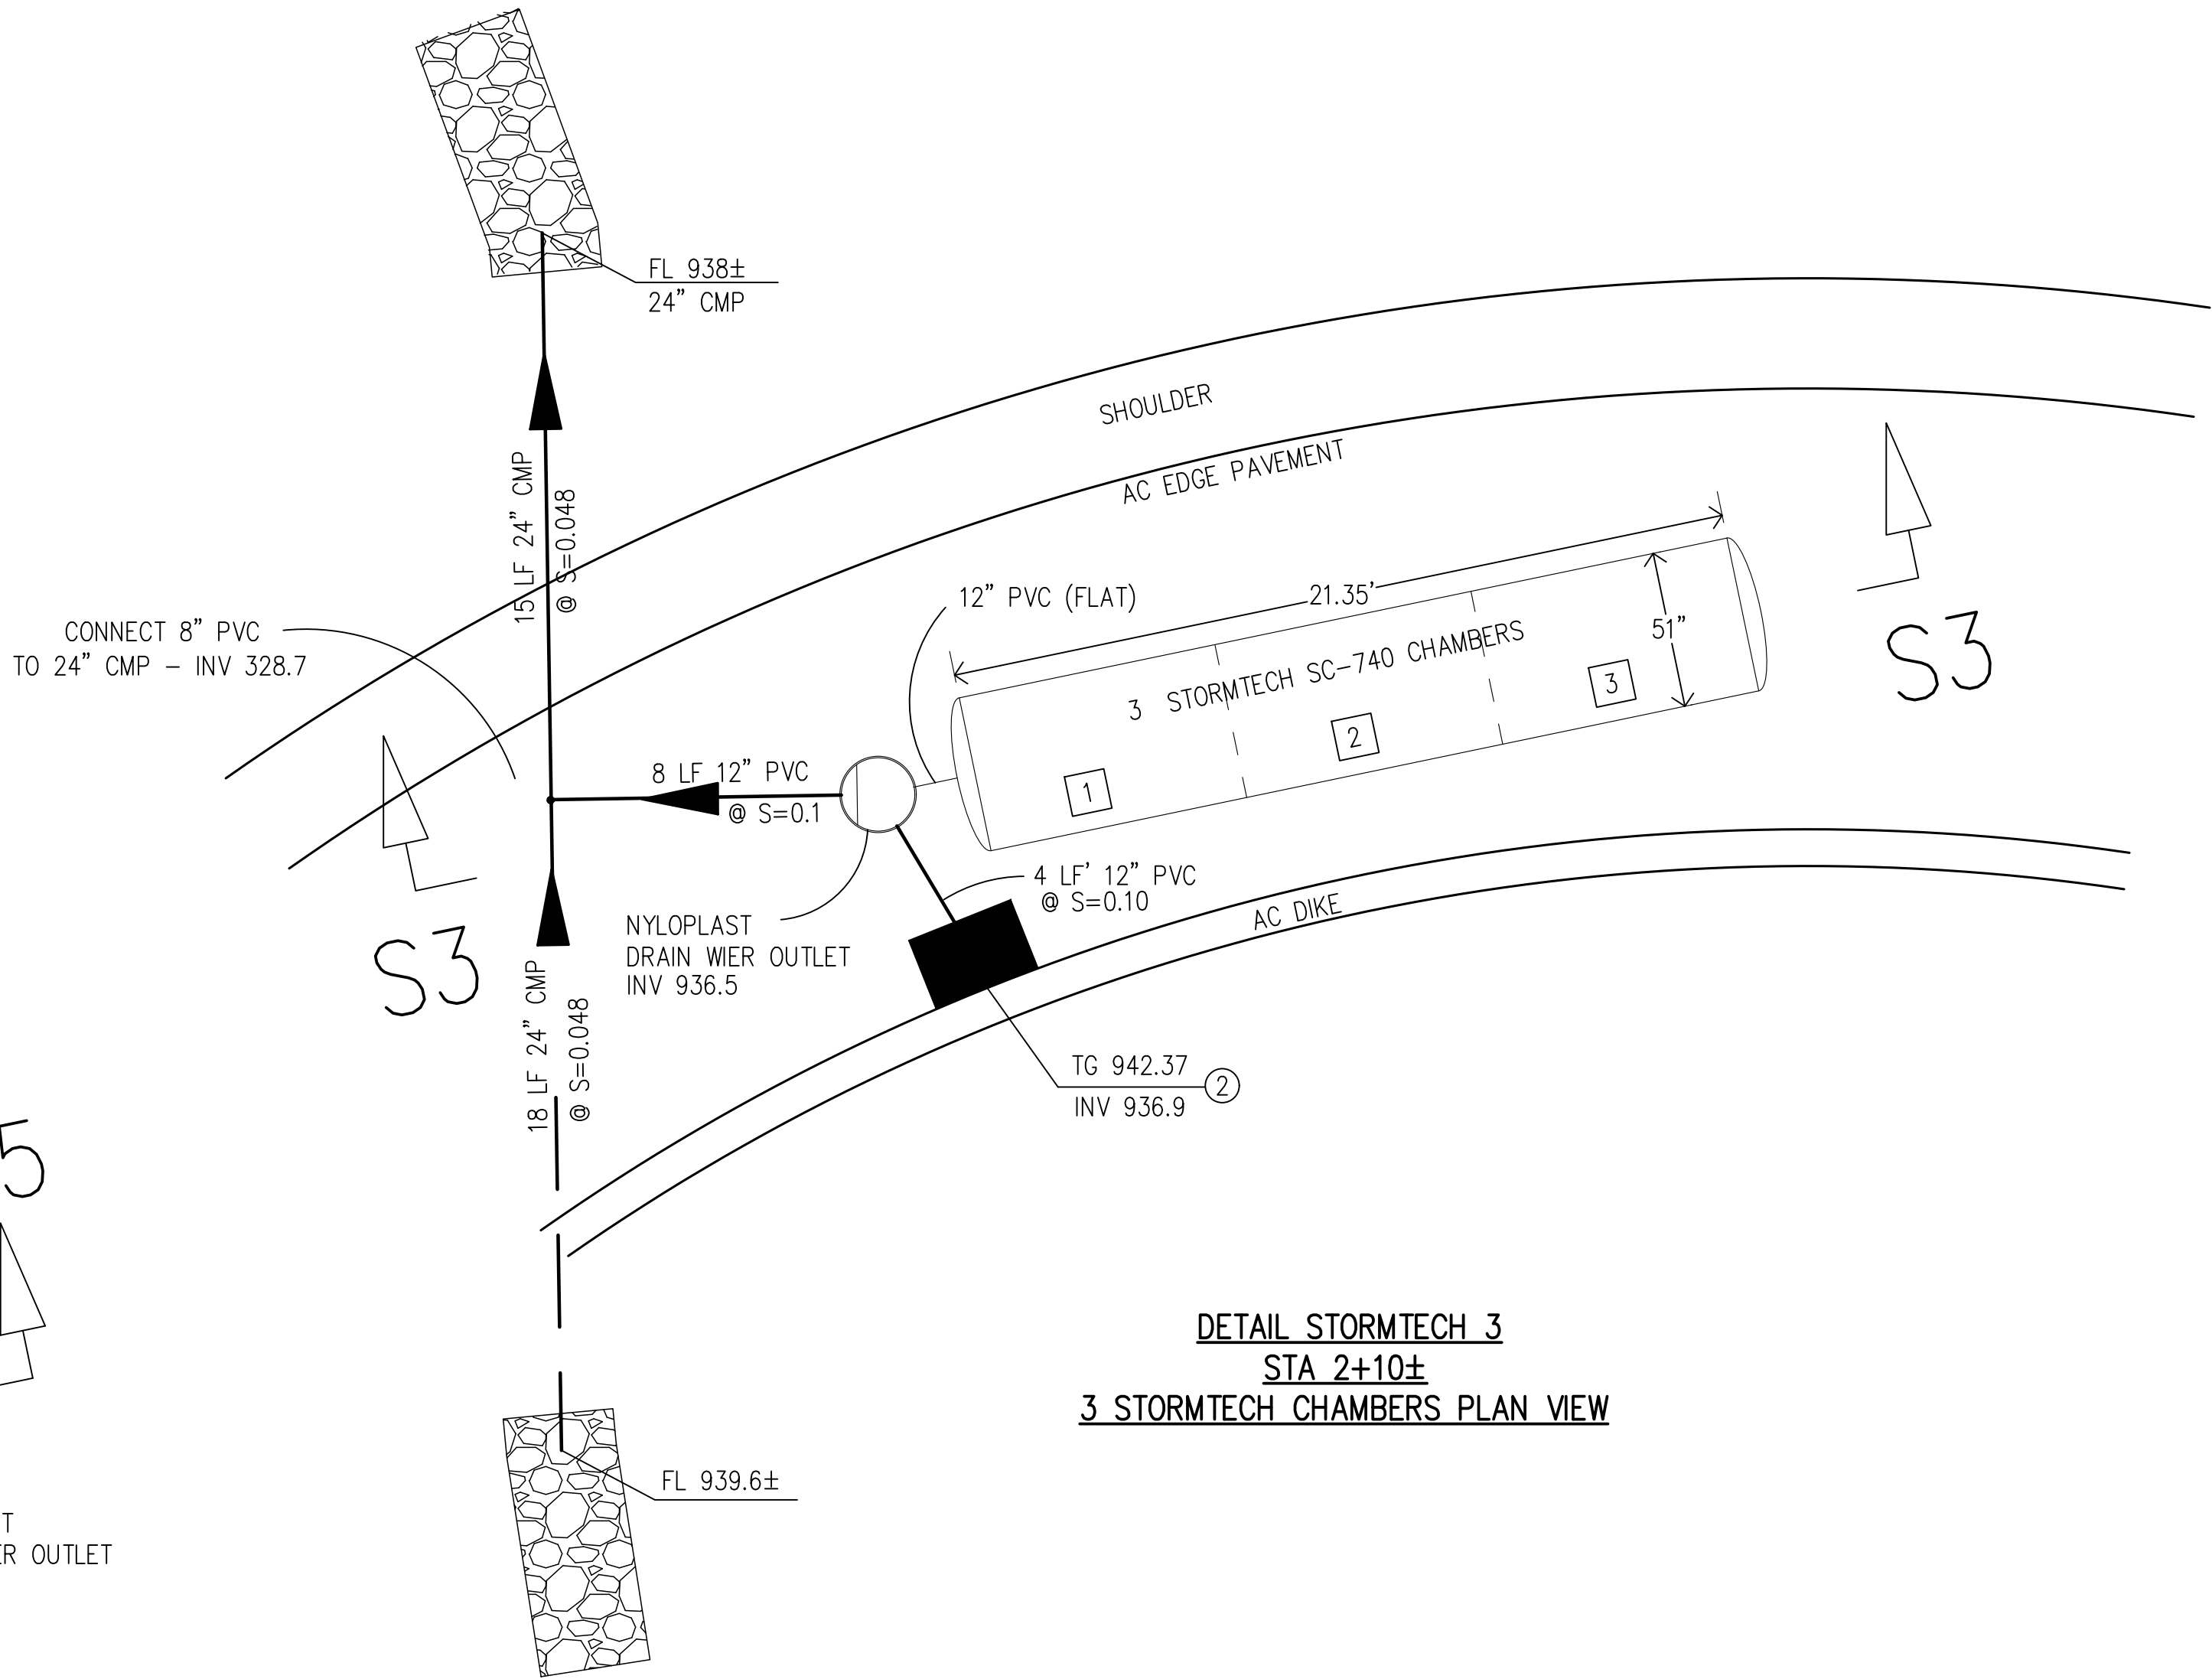 FL 938±
24” CMP
SHOULDER
AC EDGE PAVEMENT
15 LF 24” CMP
@ S=0.048
12” PVC (FLAT)
21.35’
51”
3 STORMTECH SC-740 CHAMBERS
1
2
3
S3
CONNECT 8” PVC
TO 24” CMP - INV 328.7
8 LF 12” PVC
@ S=0.1
4 LF’ 12” PVC
@ S=0.10
AC DIKE
NYLOPLAST
DRAIN WIER OUTLET
INV 936.5
S3
18 LF 24” CMP
@ S=0.048
TG 942.37
INV 936.9
2
5
DETAIL STORMTECH 3
STA 2+10±
3 STORMTECH CHAMBERS PLAN VIEW
FL 939.6±
T
ER OUTLET